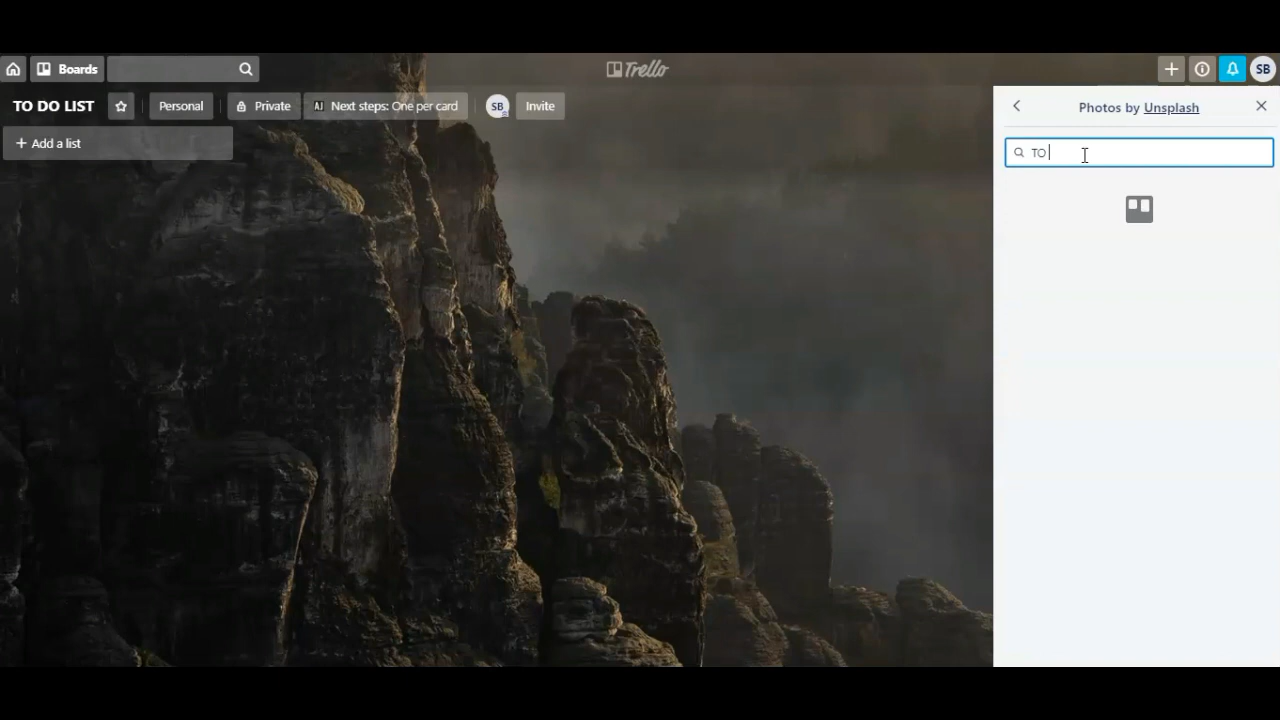 Boards
Trello
SB
TO DO LIST
Personal
Private
Next steps: One per card
SB
Invite
+ Add a list
Photos by Unsplash
TO